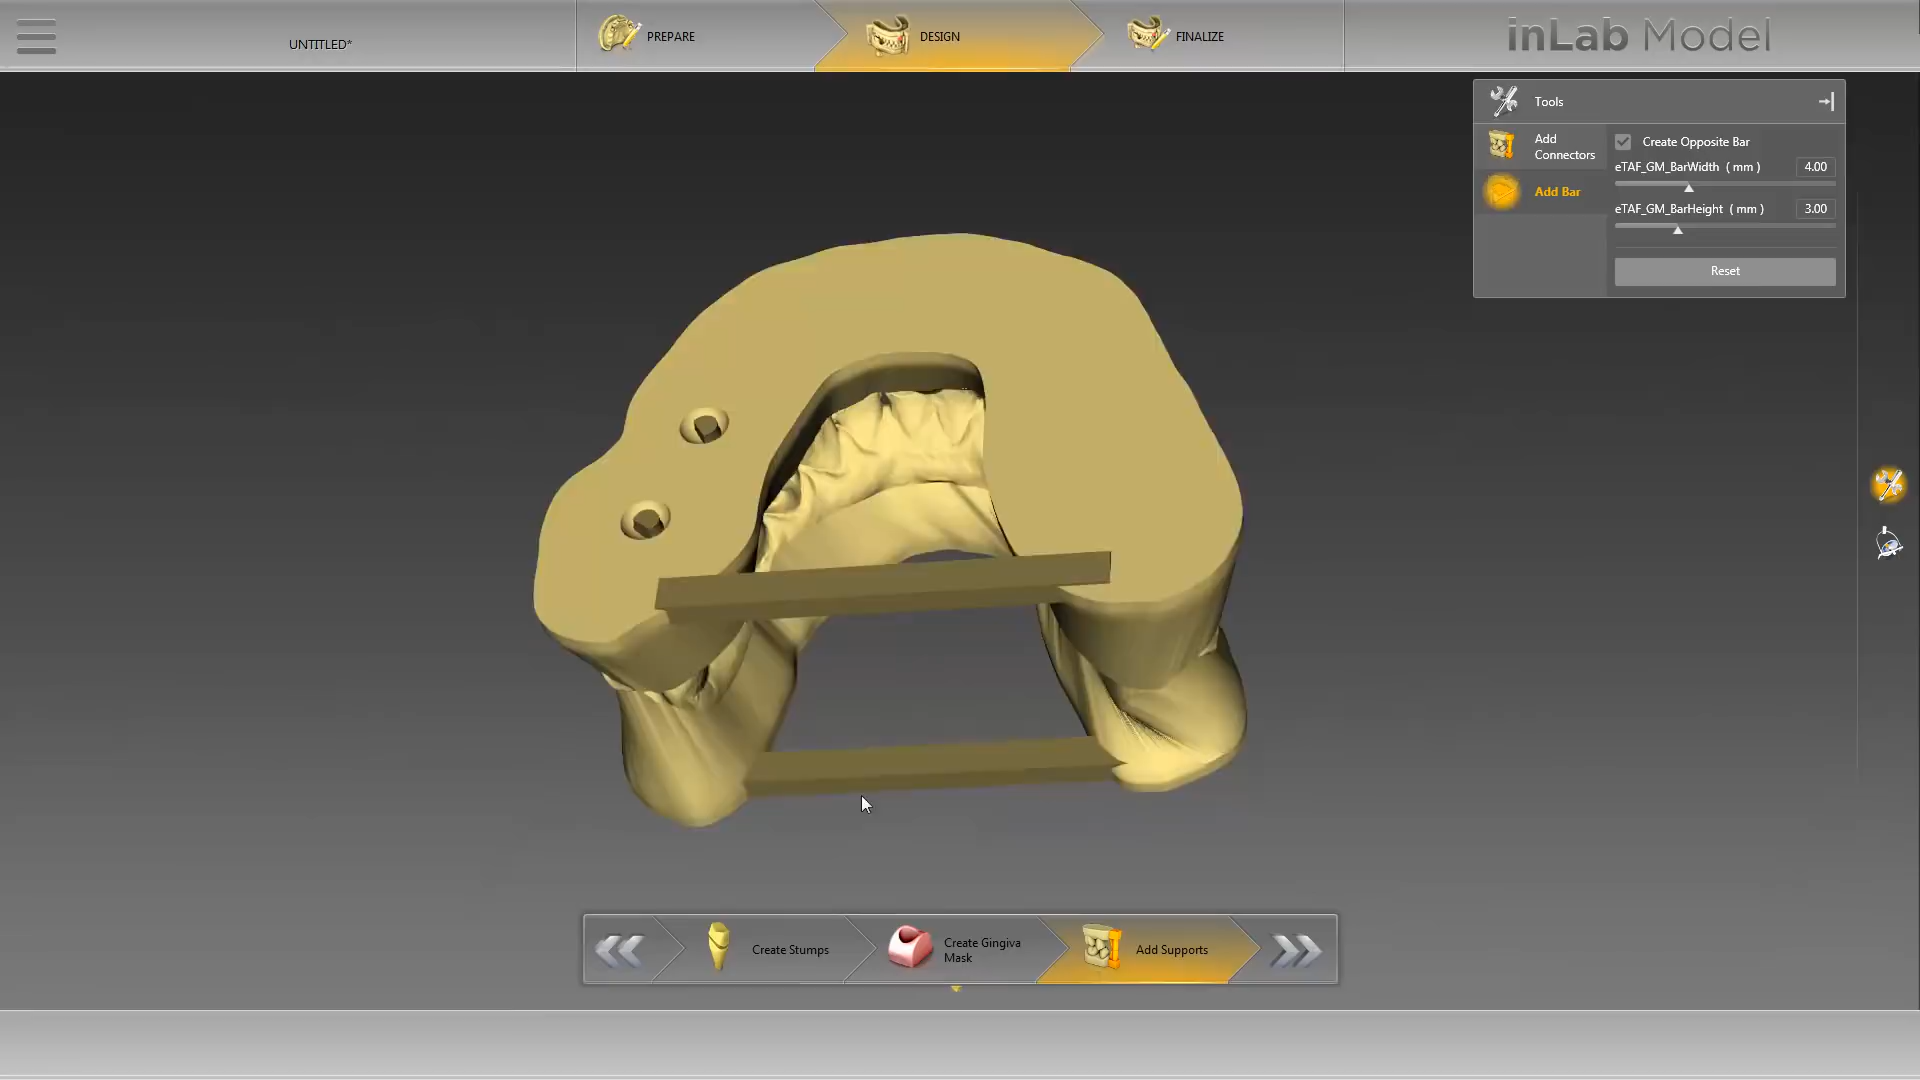 UNTITLED*
PREPARE
DESIGN
FINALIZE
inLab Model
Tools
Add
Connectors
Add Bar
Create Opposite Bar
eTAF_GM_BarWidth ( mm )
4.00
eTAF_GM_BarHeight ( mm )
3.00
Reset
Create Stumps
Create Gingiva
Mask
Add Supports